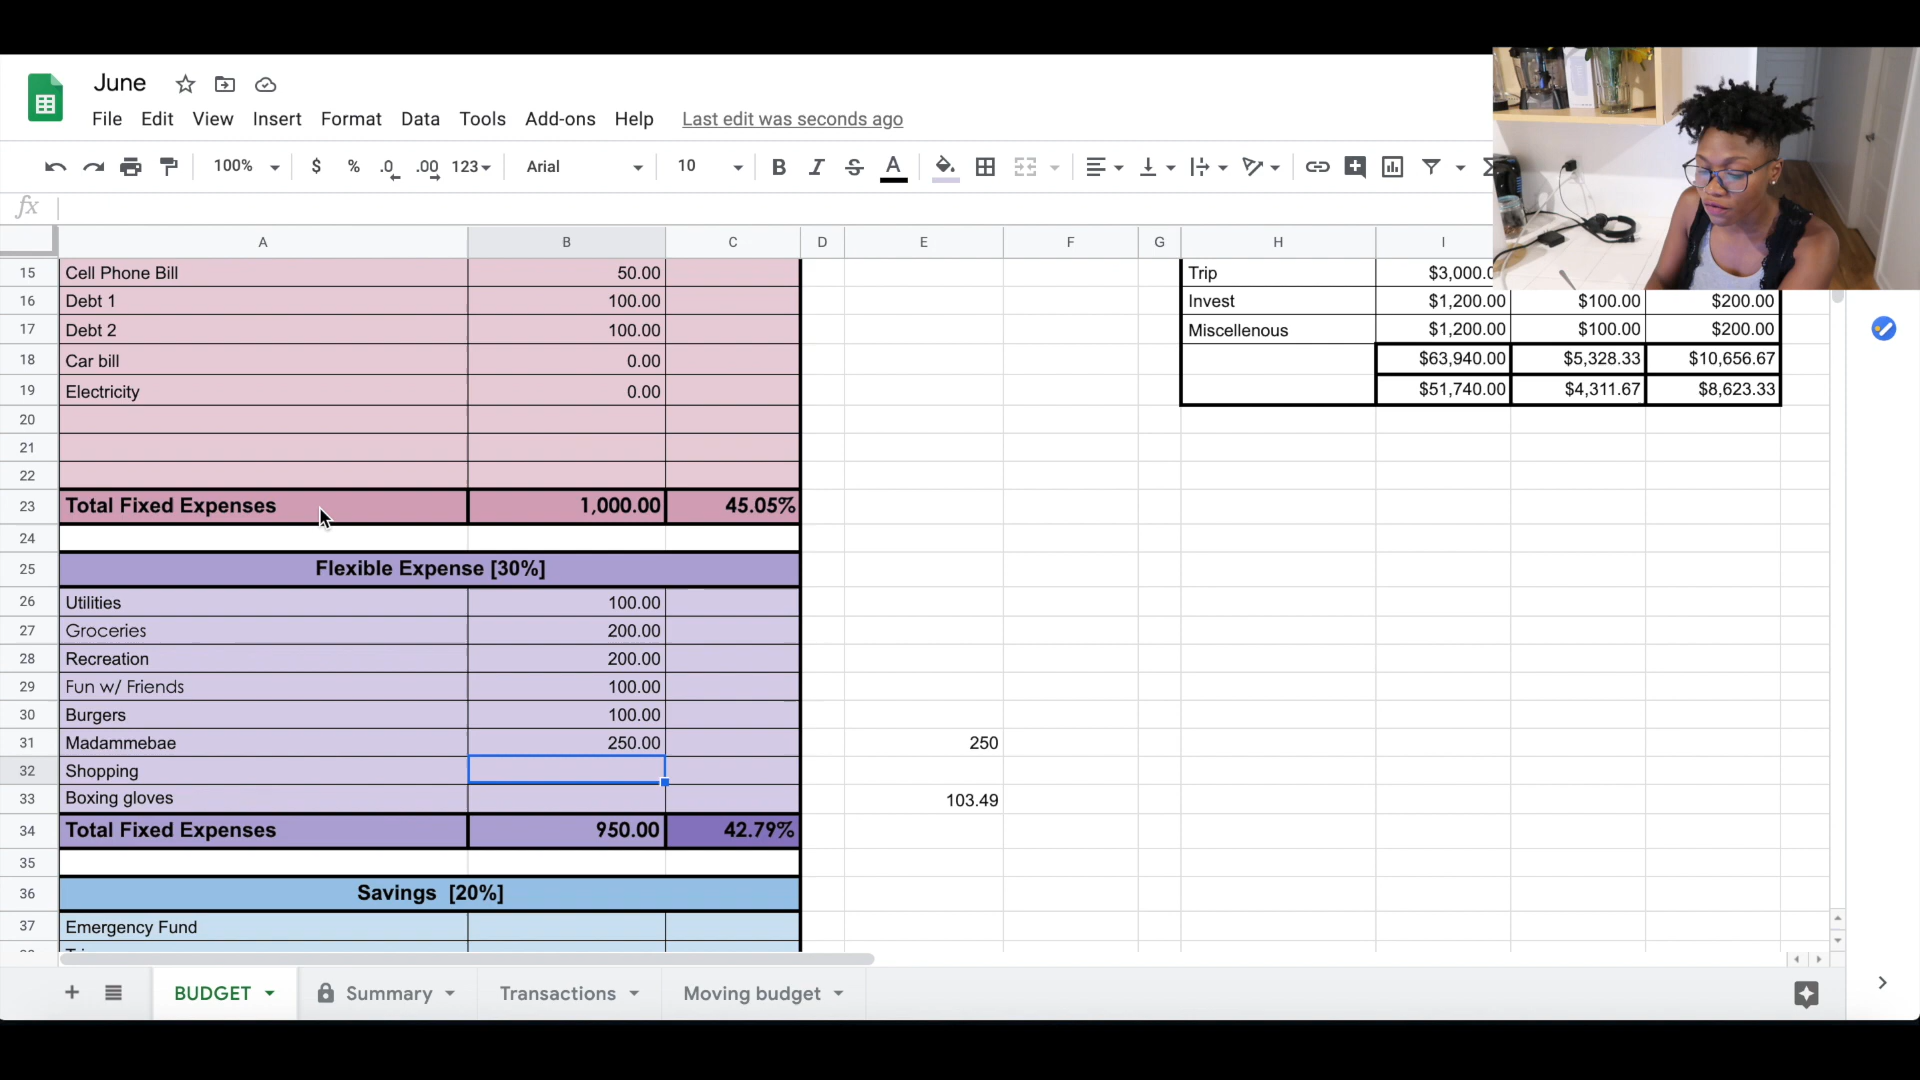 June
File Edit View Insert Format Data Tools Add-ons Help Last edit was seconds ago
100% $ % .0 .00 123 Arial 10 B I S A
fx
A B C D E F G H I
15 Cell Phone Bill 50.00 Trip $3,000.0
16 Debt 1 100.00 Invest $1,200.00 $100.00 $200.00
17 Debt 2 100.00 Miscellenous $1,200.00 $100.00 $200.00
18 Car bill 0.00 $63,940.00 $5,328.33 $10,656.67
19 Electricity 0.00 $51,740.00 $4,311.67 $8,623.33
20
21
22
23 Total Fixed Expenses 1,000.00 45.05%
24
25 Flexible Expense [30%]
26 Utilities 100.00
27 Groceries 200.00
28 Recreation 200.00
29 Fun w/ Friends 100.00
30 Burgers 100.00
31 Madammebae 250.00 250
32 Shopping
33 Boxing gloves 103.49
34 Total Fixed Expenses 950.00 42.79%
35
36 Savings [20%]
37 Emergency Fund
BUDGET Summary Transactions Moving budget